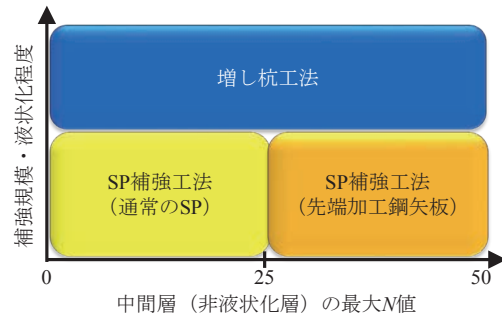 補強規模・液状化程度
増し杭工法
SP補強工法
（通常のSP）
SP補強工法
（先端加工鋼矢板）
0
25
50
中間層（非液状化層）の最大N値